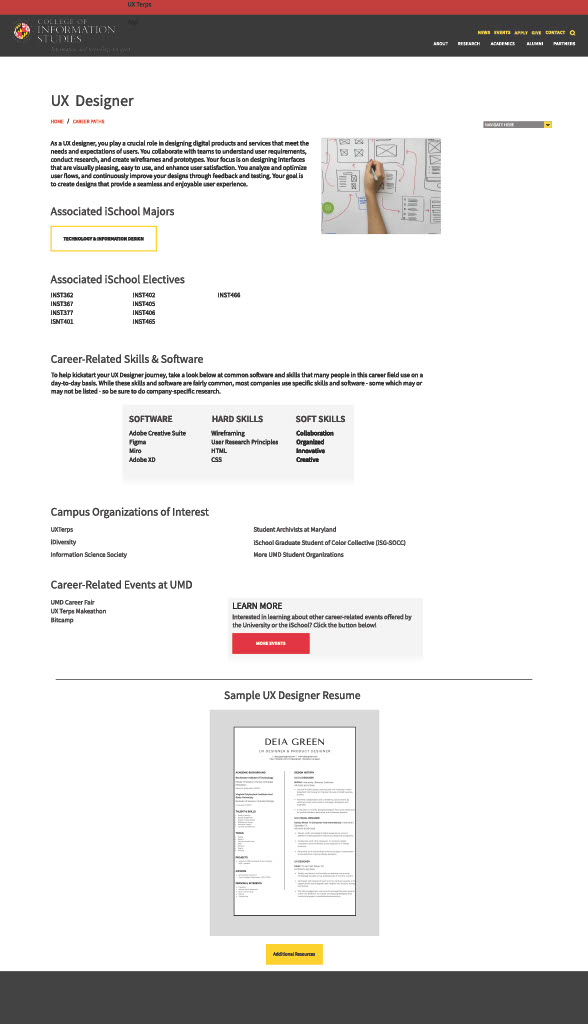 UX Terps
COLLEGE OF
INFORMATION
STUDIES
NEWS EVENTS APPLY GIVE CONTACT
ABOUT RESEARCH ACADEMICS ALUMNI PARTNERS
UX Designer
HOME / CAREER PATHS
NAVIGATE HERE
As a UX designer, you play a crucial role in designing digital products and services that meet the
needs and expectations of users. You collaborate with teams to understand user requirements,
conduct research, and create wireframes and prototypes. Your focus is on designing interfaces
that are visually pleasing, easy to use, and enhance user satisfaction. You analyze and optimize
user flows, and continuously improve your designs through feedback and testing. Your goal is
to create designs that provide a seamless and enjoyable user experience.
Associated iSchool Majors
TECHNOLOGY & INFORMATION DESIGN
Associated iSchool Electives
INST362 INST402 INST466
INST367 INST405
INST377 INST406
ISNT401 INST465
Career-Related Skills & Software
To help kickstart your UX Designer journey, take a look below at common software and skills that many people in this career field use on a
day-to-day basis. While these skills and software are fairly common, most companies use specific skills and software - some which may or
may not be listed - so be sure to do company-specific research.
SOFTWARE HARD SKILLS SOFT SKILLS
Adobe Creative Suite Wireframing Collaboration
Figma User Research Principles Organized
Miro HTML Innovative
Adobe XD CSS Creative
Campus Organizations of Interest
UXTerps Student Archivists at Maryland
iDiversity iSchool Graduate Student of Color Collective (ISG-SOCC)
Information Science Society More UMD Student Organizations
Career-Related Events at UMD
UMD Career Fair
UX Terps Makeathon
Bitcamp
LEARN MORE
Interested in learning about other career-related events offered by
the University or the iSchool? Click the button below!
MORE EVENTS
Sample UX Designer Resume
DEIA GREEN
UX DESIGNER & PRODUCT DESIGNER
Additional Resources